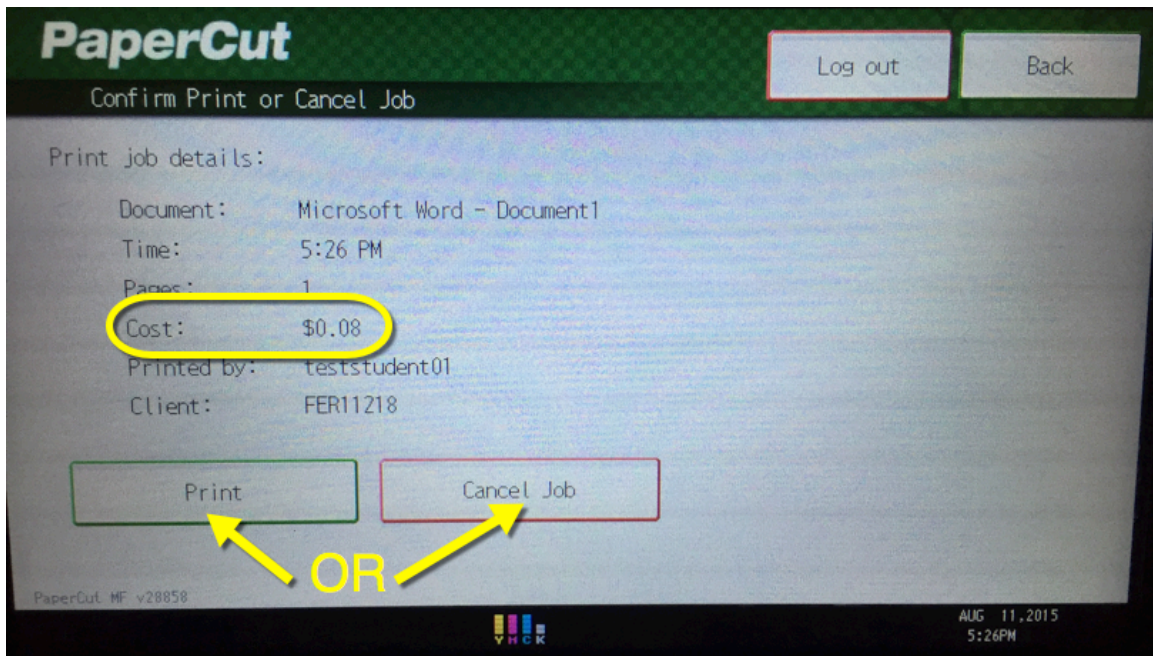 PaperCut
Log out
Back
Confirm Print or Cancel Job
Print job details:
Document: Microsoft Word - Document1
Time: 5:26 PM
Pages: 1
Cost: $0.08
Printed by: teststudent01
Client: FER11218
Print
Cancel Job
OR
PaperCut MF v28858
Y M C K
AUG 11,2015
5:26PM